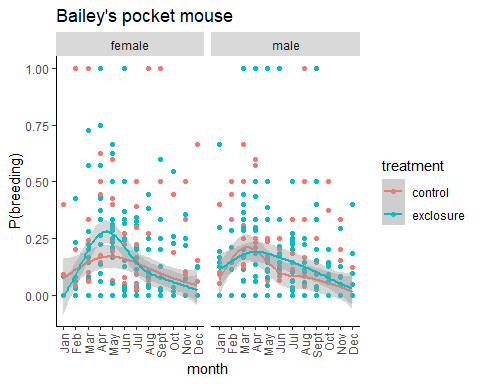 Bailey's pocket mouse
female male
P(breeding)
1.00
0.75
0.50
0.25
0.00
Jan Feb Mar Apr May Jun Jul Aug Sep Oct Nov Dec Jan Feb Mar Apr May Jun Jul Aug Sep Oct Nov Dec
month
treatment
control
exclosure